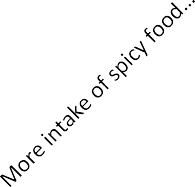 More intake of spicy food....